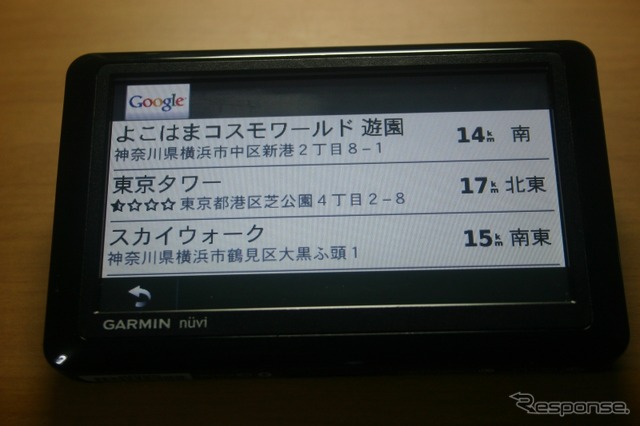 Google
よこはまコスモワールド 遊園 14km 南
神奈川県横浜市中区新港2丁目8-1
東京タワー 17km 北東
東京都港区芝公園4丁目2-8
スカイウォーク 15km 南東
神奈川県横浜市鶴見区大黒ふ頭1
GARMIN nüvi
Response.